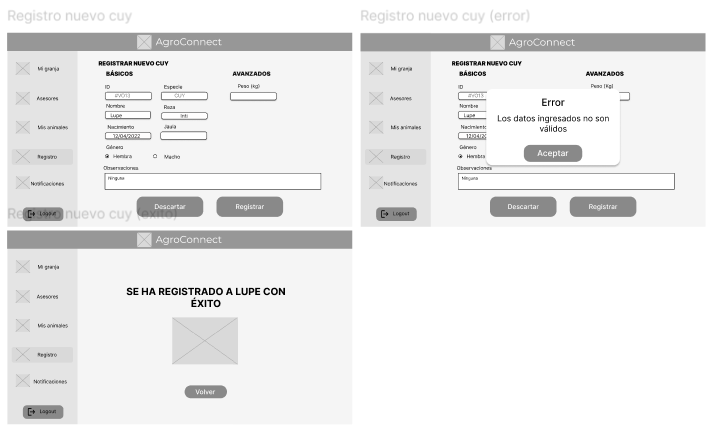 Registro nuevo cuy
AgroConnect
Mi granja
Asesores
Mis animales
Registro
Notificaciones
Logout
REGISTRAR NUEVO CUY
BÁSICOS
AVANZADOS
ID
Especie
Peso (Kg)
#V013
CUY
Nombre
Raza
Lupe
Inti
Nacimiento
Jaula
12/04/2022
Género
Hembra
Macho
Observaciones
Ninguna
Descartar
Registrar
Registro nuevo cuy (error)
AgroConnect
Mi granja
Asesores
Mis animales
Registro
Notificaciones
Logout
REGISTRAR NUEVO CUY
BÁSICOS
AVANZADOS
ID
Especie
Peso (Kg)
#V013
Nombre
Lupe
Nacimiento
12/04/20
Género
Hembra
Error
Los datos ingresados no son
válidos
Aceptar
Observaciones
Ninguna
Descartar
Registrar
Registro nuevo cuy (éxito)
AgroConnect
Mi granja
Asesores
Mis animales
Registro
Notificaciones
Logout
SE HA REGISTRADO A LUPE CON
ÉXITO
Volver